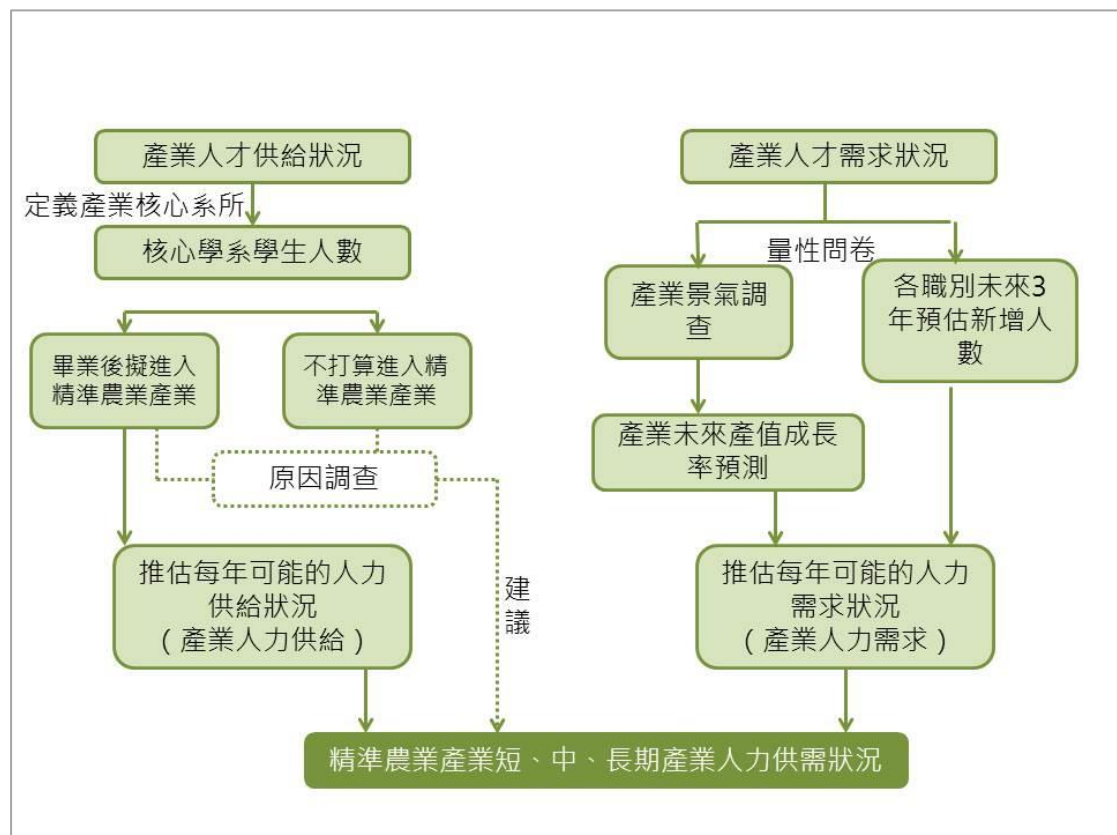 產業人才供給狀況
定義產業核心系所
核心學系學生人數
畢業後擬進入
精準農業產業
不打算進入精
準農業產業
原因調查
推估每年可能的人力
供給狀況
（產業人力供給）
建
議
產業人才需求狀況
量性問卷
產業景氣調
查
各職別未來3
年預估新增人
數
產業未來產值成長
率預測
推估每年可能的人力
需求狀況
（產業人力需求）
精準農業產業短、中、長期產業人力供需狀況